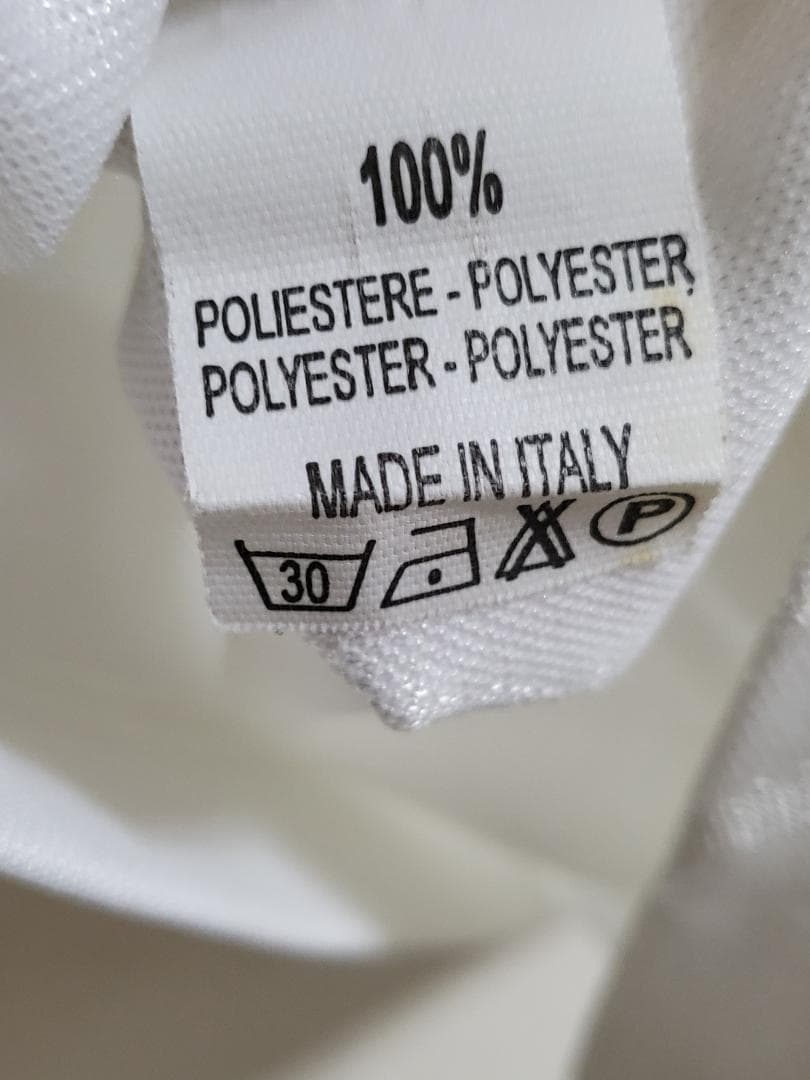 100%
POLIESTERE - POLYESTER
POLYESTER - POLYESTER
MADE IN ITALY
30 P